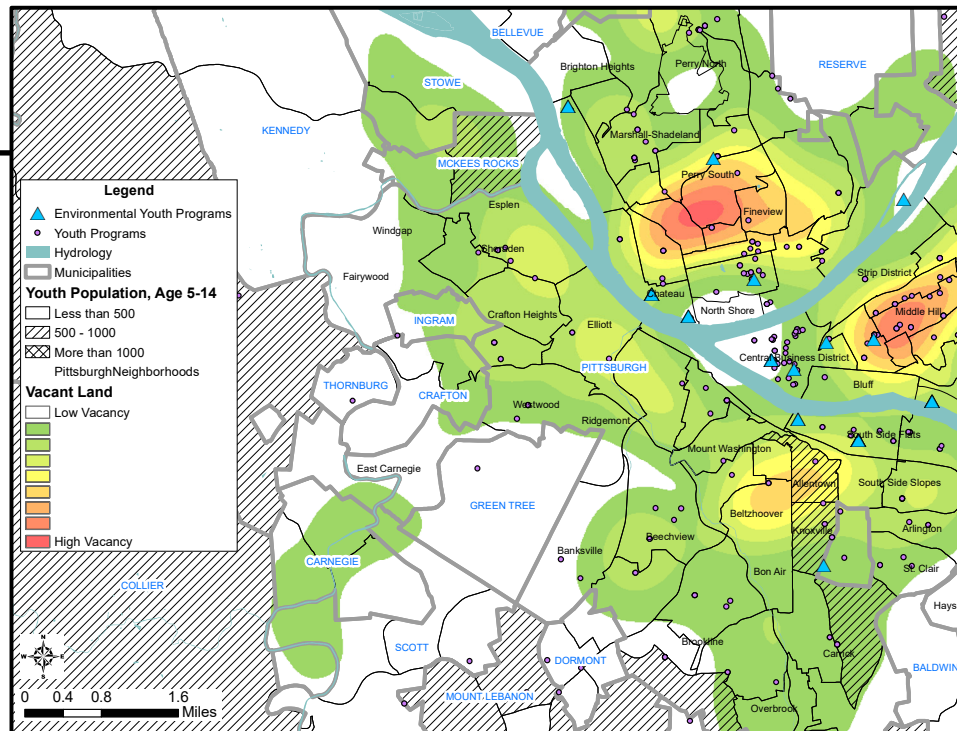 BELLEVUE
Brighton Heights
Perry North
RESERVE
STOWE
KENNEDY
Marshall-Shadeland
MCKEES ROCKS
Perry South
Legend
Environmental Youth Programs
Youth Programs
Hydrology
Municipalities
Youth Population, Age 5-14
Less than 500
500 - 1000
More than 1000
PittsburghNeighborhoods
Vacant Land
Low Vacancy
High Vacancy
Esplen
Fineview
Windgap
Sheraden
Fairywood
Strip District
Chateau
North Shore
Middle Hill
INGRAM
Crafton Heights
Elliott
Central Business District
PITTSBURGH
THORNBURG
CRAFTON
Bluff
Westwood
Ridgemont
South Side Flats
Mount Washington
East Carnegie
Allentown
South Side Slopes
GREEN TREE
Beltzhoover
Knoxville
Arlington
Beechview
Banksville
CARNEGIE
Bon Air
St. Clair
COLLIER
Hays
Brookline
SCOTT
Carrick
DORMONT
BALDWIN
MOUNT LEBANON
Overbrook
N
W E
S
0 0.4 0.8 1.6
Miles